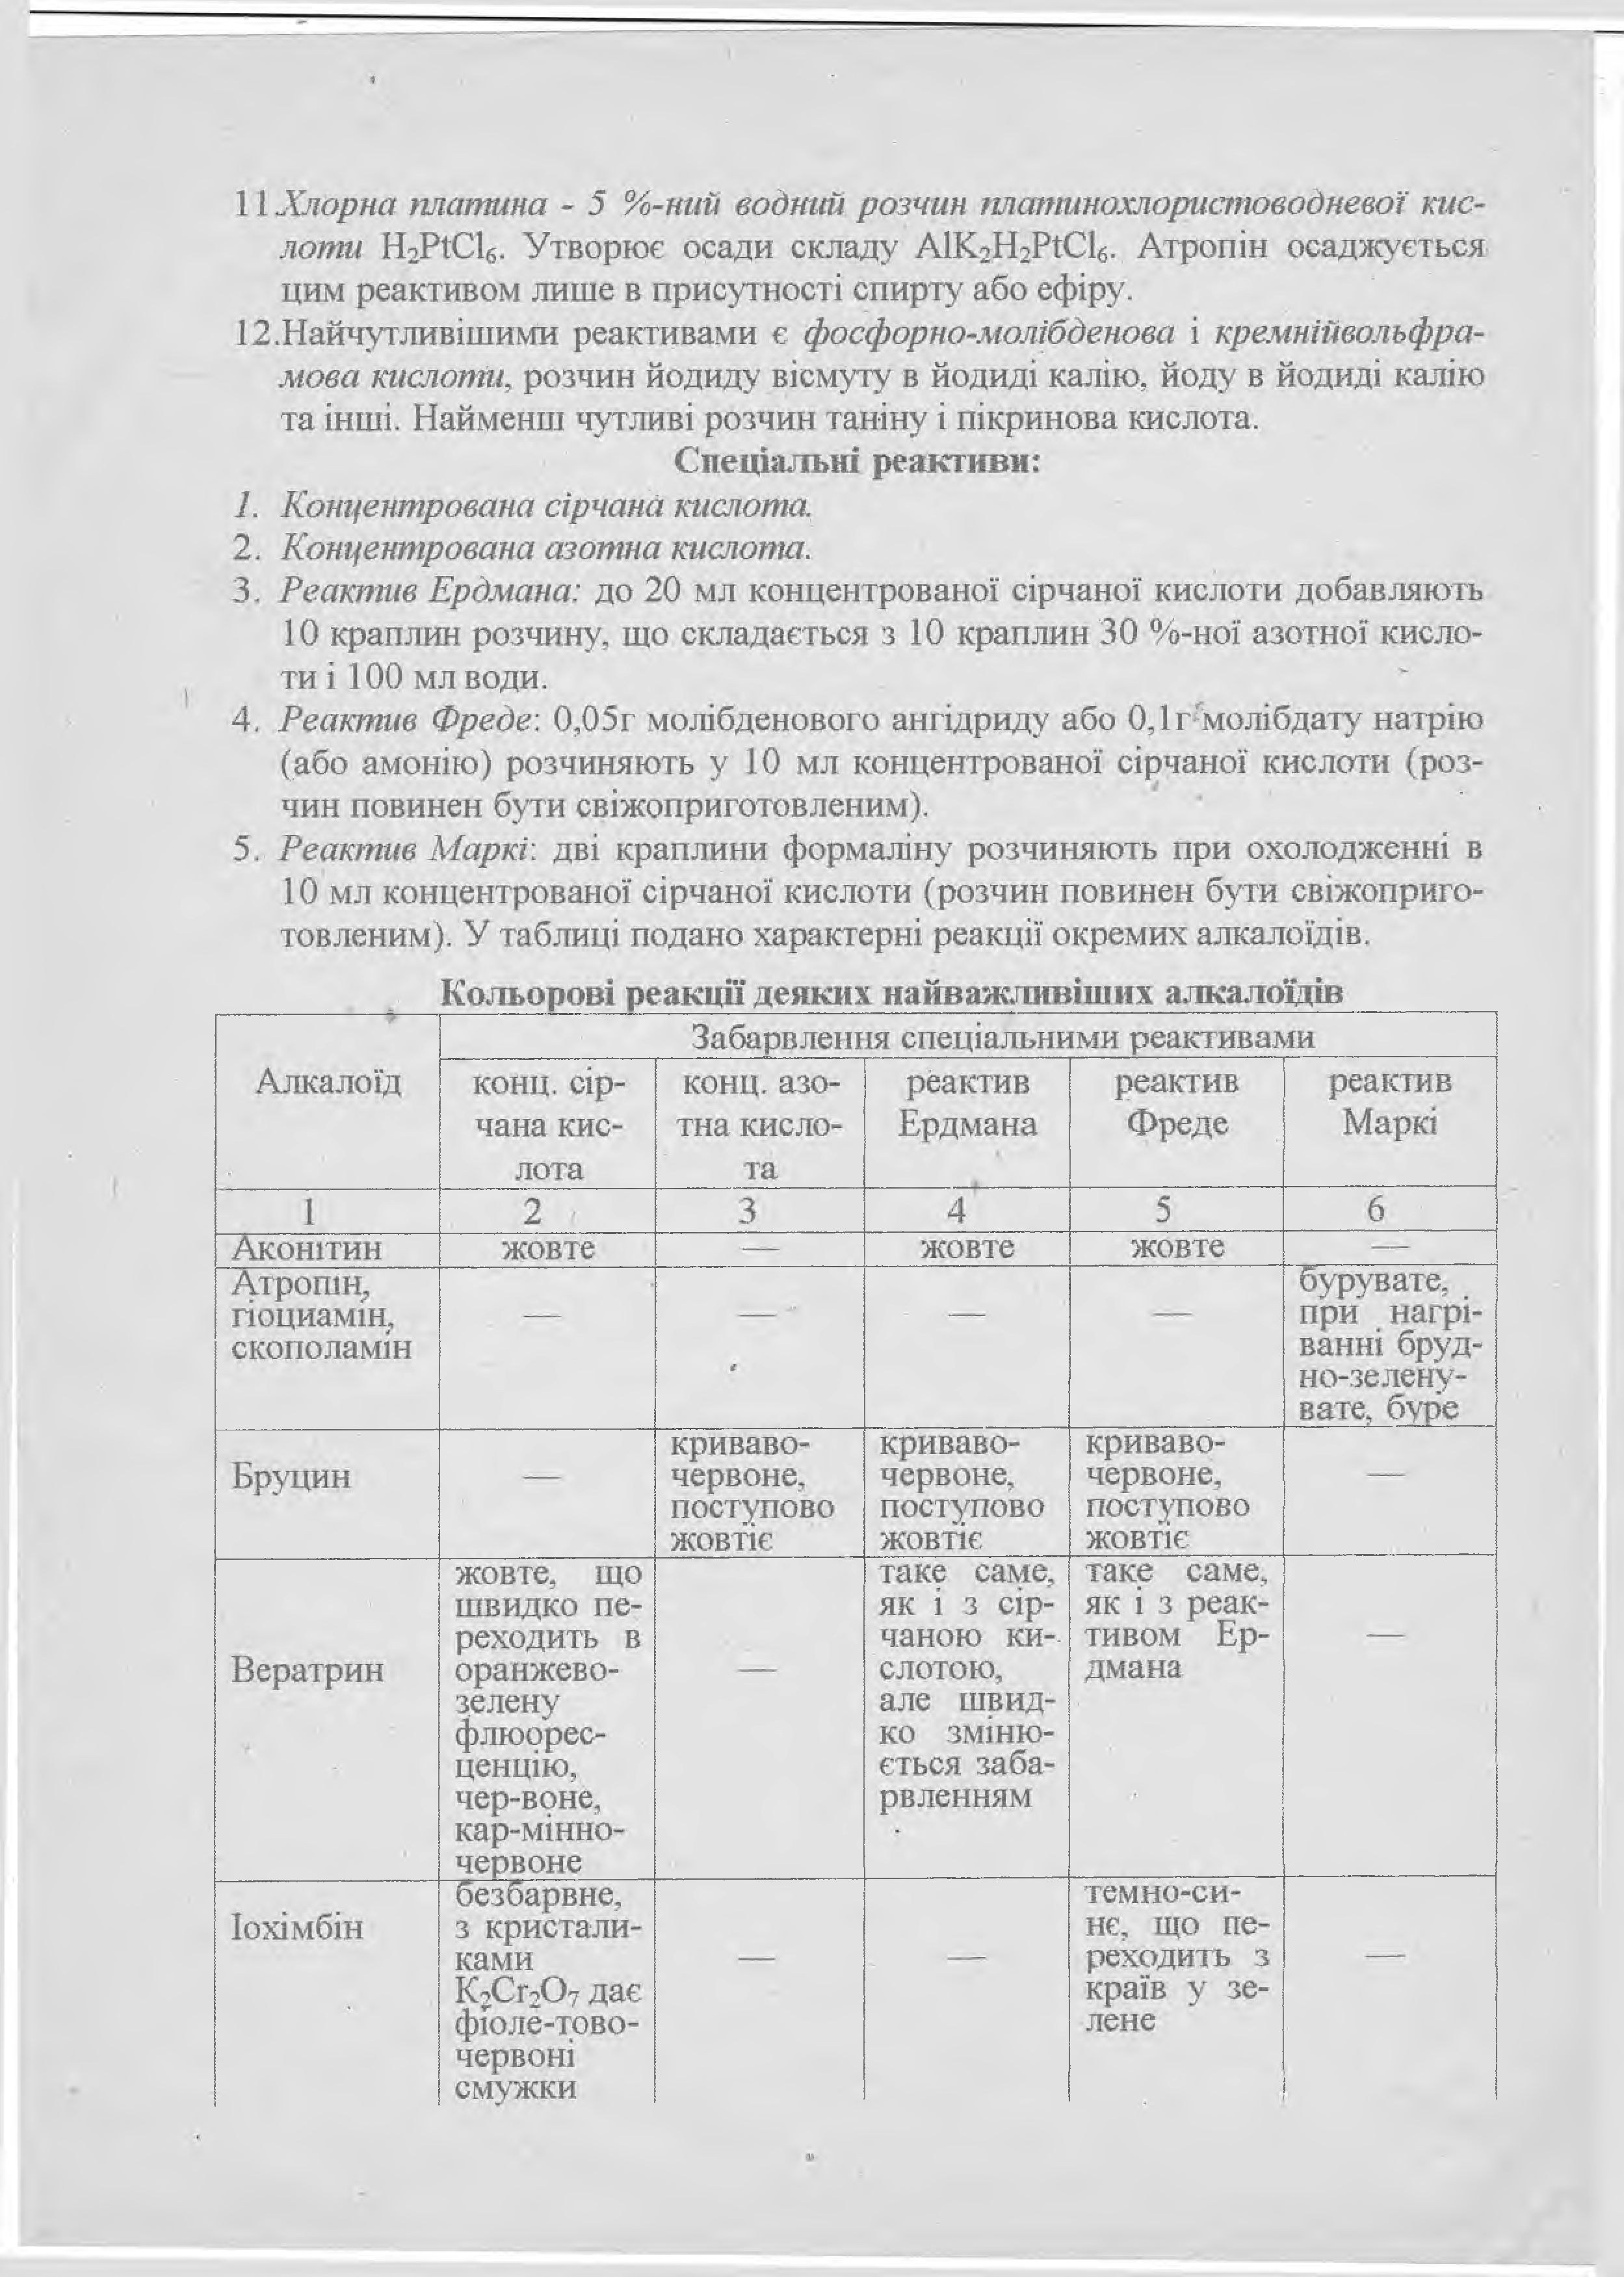 11.Хлорна платина - 5 %-ний водний розчин платинохлористоводневої кис-
лоти H₂PtCl₆. Утворює осади складу AlK₂H₂PtCl₆. Атропін осаджується
цим реактивом лише в присутності спирту або ефіру.
12.Найчутливішими реактивами є фосфорно-молібденова і кремнійвольфра-
мова кислоти, розчин йодиду вісмуту в йодиді калію, йоду в йодиді калію
та інші. Найменш чутливі розчин таніну і пікринова кислота.
Спеціальні реактиви:
1. Концентрована сірчана кислота.
2. Концентрована азотна кислота.
3. Реактив Ердмана: до 20 мл концентрованої сірчаної кислоти добавляють
10 краплин розчину, що складається з 10 краплин 30 %-ної азотної кисло-
ти і 100 мл води.
4. Реактив Фреде: 0,05г молібденового ангідриду або 0,1г молібдату натрію
(або амонію) розчиняють у 10 мл концентрованої сірчаної кислоти (роз-
чин повинен бути свіжоприготовленим).
5. Реактив Маркі: дві краплини формаліну розчиняють при охолодженні в
10 мл концентрованої сірчаної кислоти (розчин повинен бути свіжоприго-
товленим). У таблиці подано характерні реакції окремих алкалоїдів.
Кольорові реакції деяких найважливіших алкалоїдів
Алкалоїд
Забарвлення спеціальними реактивами
конц. сір-
чана кис-
лота
конц. азо-
тна кисло-
та
реактив
Ердмана
реактив
Фреде
реактив
Маркі
1 2 3 4 5 6
Аконітин жовте — жовте жовте —
Атропін,
гіоциамін,
скополамін
— — — —
бурувате,
при нагрі-
ванні бруд-
но-зелену-
вате, буре
Бруцин
—
криваво-
червоне,
поступово
жовтіє
криваво-
червоне,
поступово
жовтіє
криваво-
червоне,
поступово
жовтіє
—
Вератрин
жовте, що
швидко пе-
реходить в
оранжево-
зелену
флюорес-
ценцію,
чер-воне,
кар-мінно-
червоне
—
таке саме,
як і з сір-
чаною ки-
слотою,
але швид-
ко зміню-
ється заба-
рвленням
таке саме,
як і з реак-
тивом Ер-
дмана
—
Іохімбін
безбарвне,
з кристали-
ками
K₂Cr₂O₇ дає
фіоле-тово-
червоні
смужки
—
—
темно-си-
нє, що пе-
реходить з
країв у зе-
лене
—